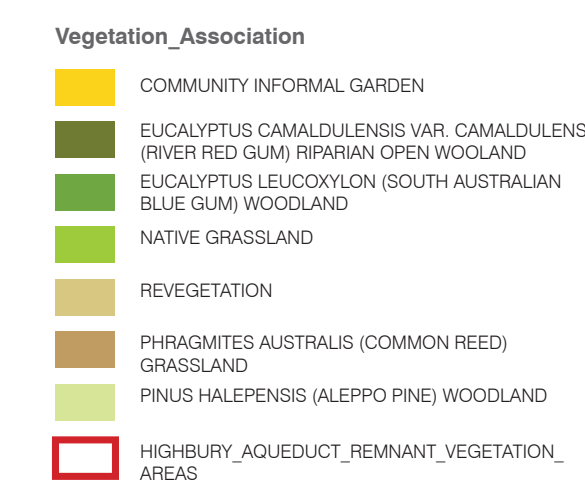 Vegetation_Association
COMMUNITY INFORMAL GARDEN
EUCALYPTUS CAMALDULENSIS VAR. CAMALDULENS
(RIVER RED GUM) RIPARIAN OPEN WOOLAND
EUCALYPTUS LEUCOXYLON (SOUTH AUSTRALIAN
BLUE GUM) WOODLAND
NATIVE GRASSLAND
REVEGETATION
PHRAGMITES AUSTRALIS (COMMON REED)
GRASSLAND
PINUS HALEPENSIS (ALEPPO PINE) WOODLAND
HIGHBURY_AQUEDUCT_REMNANT_VEGETATION_
AREAS